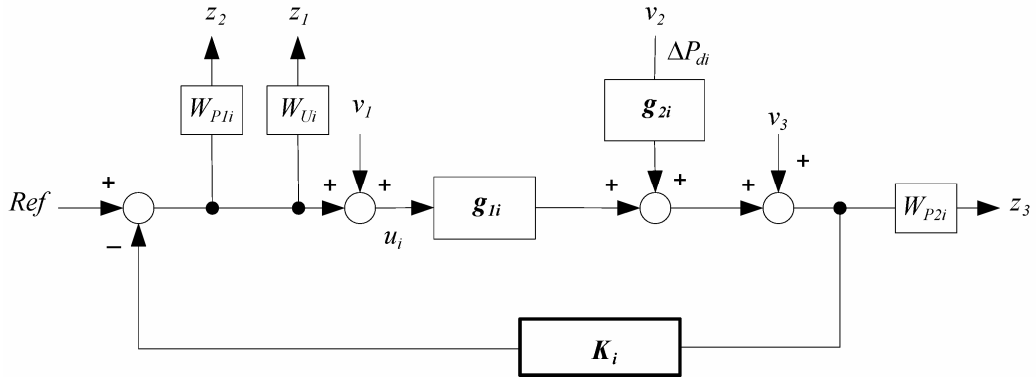 z2 z1 v2
ΔPdi
WP1i WUi v1 g2i v3
+ + + + + + +
Ref g1i WP2i z3
− ui
Ki